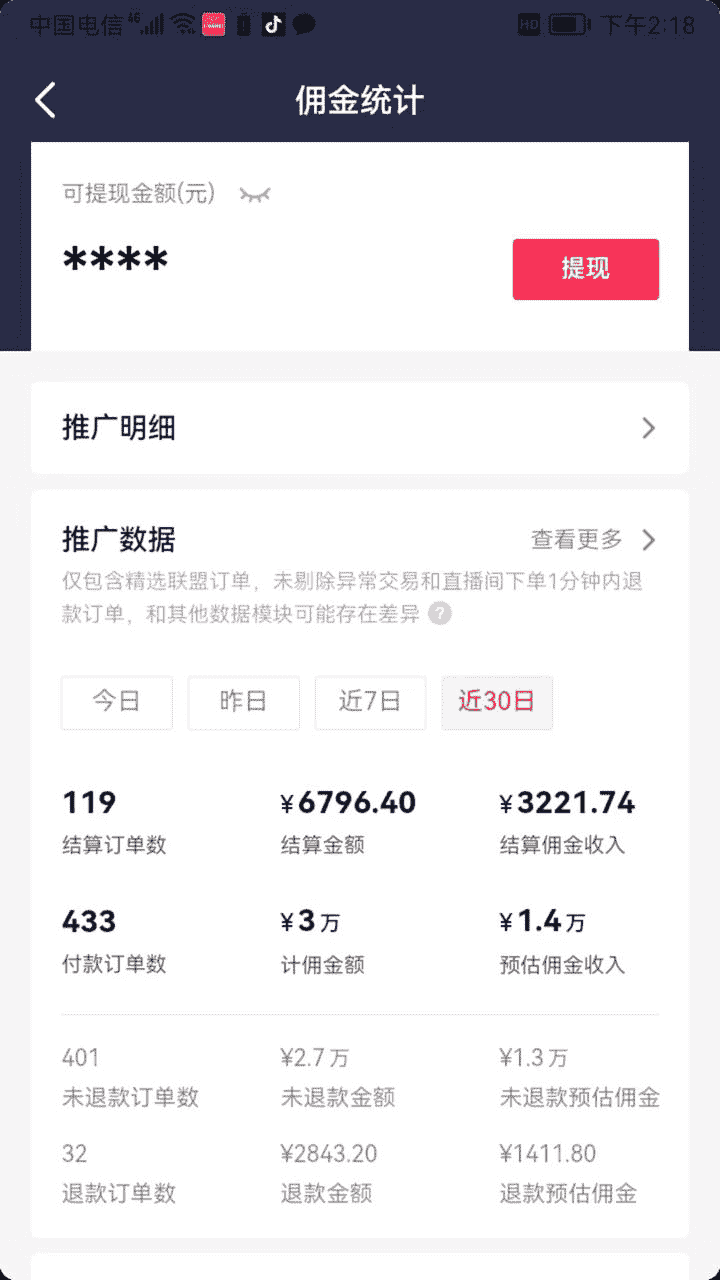 中国电信 4G HUAWEI HD 下午2:18
佣金统计
可提现金额(元)
****
提现
推广明细
推广数据 查看更多
仅包含精选联盟订单，未剔除异常交易和直播间下单1分钟内退
款订单，和其他数据模块可能存在差异 ?
今日 昨日 近7日 近30日
119 ¥6796.40 ¥3221.74
结算订单数 结算金额 结算佣金收入
433 ¥3万 ¥1.4万
付款订单数 计佣金额 预估佣金收入
401 ¥2.7万 ¥1.3万
未退款订单数 未退款金额 未退款预估佣金
32 ¥2843.20 ¥1411.80
退款订单数 退款金额 退款预估佣金